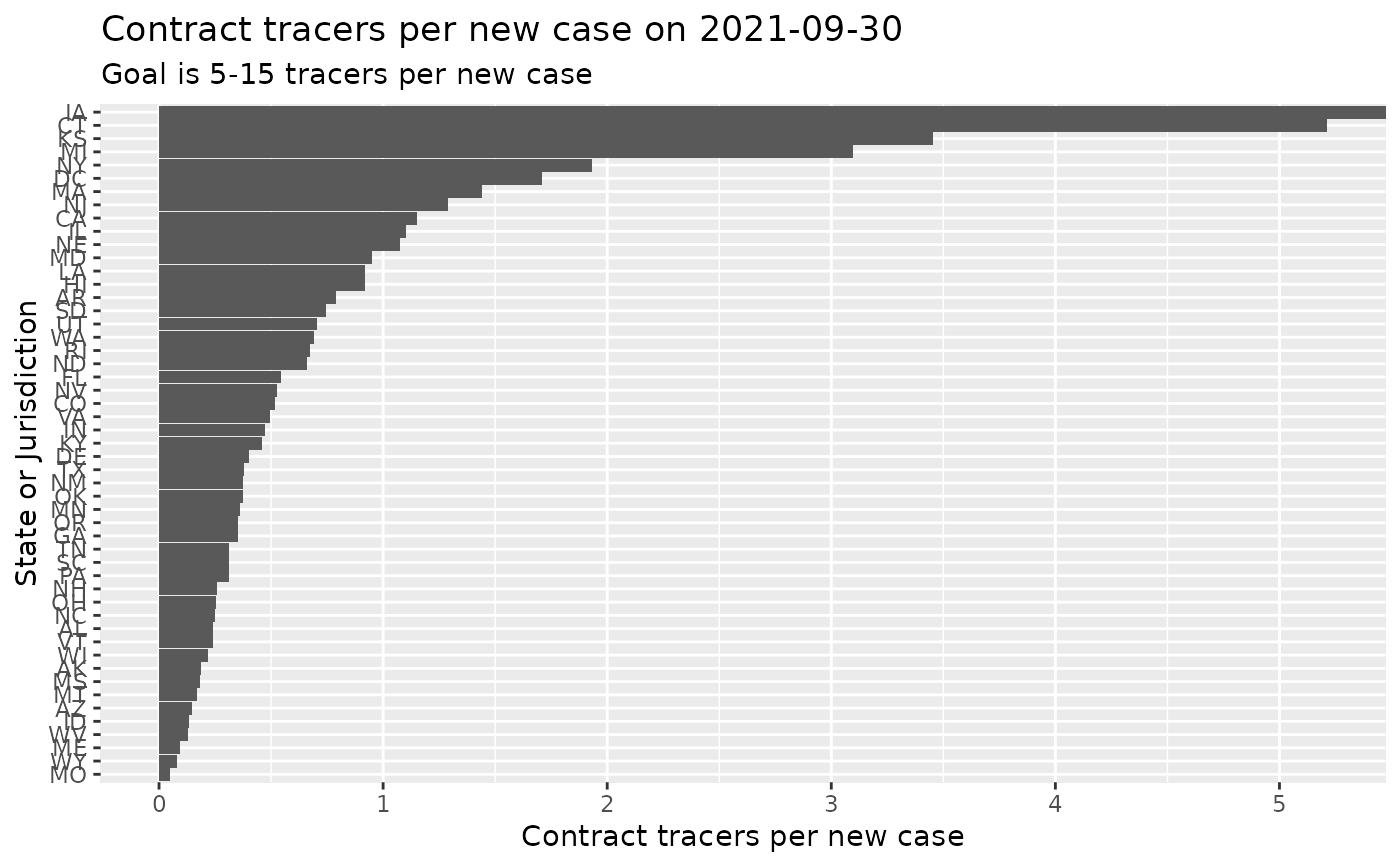 Contract tracers per new case on 2021-09-30
Goal is 5-15 tracers per new case
State or Jurisdiction
IA
CT
KS
MI
NY
DC
MA
NJ
CA
IL
NE
MD
LA
HI
AR
SD
UT
WA
RI
ND
FL
NV
CO
VA
IN
KY
DE
TX
NM
OK
MN
OR
GA
TN
SC
PA
NH
OH
NC
AL
VT
WI
AK
MS
MT
AZ
ID
WV
ME
WY
MO
0 1 2 3 4 5
Contract tracers per new case